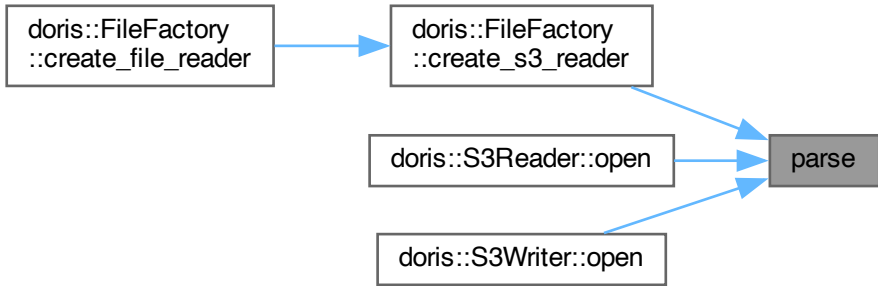 doris::FileFactory
::create_file_reader
doris::FileFactory
::create_s3_reader
doris::S3Reader::open
parse
doris::S3Writer::open